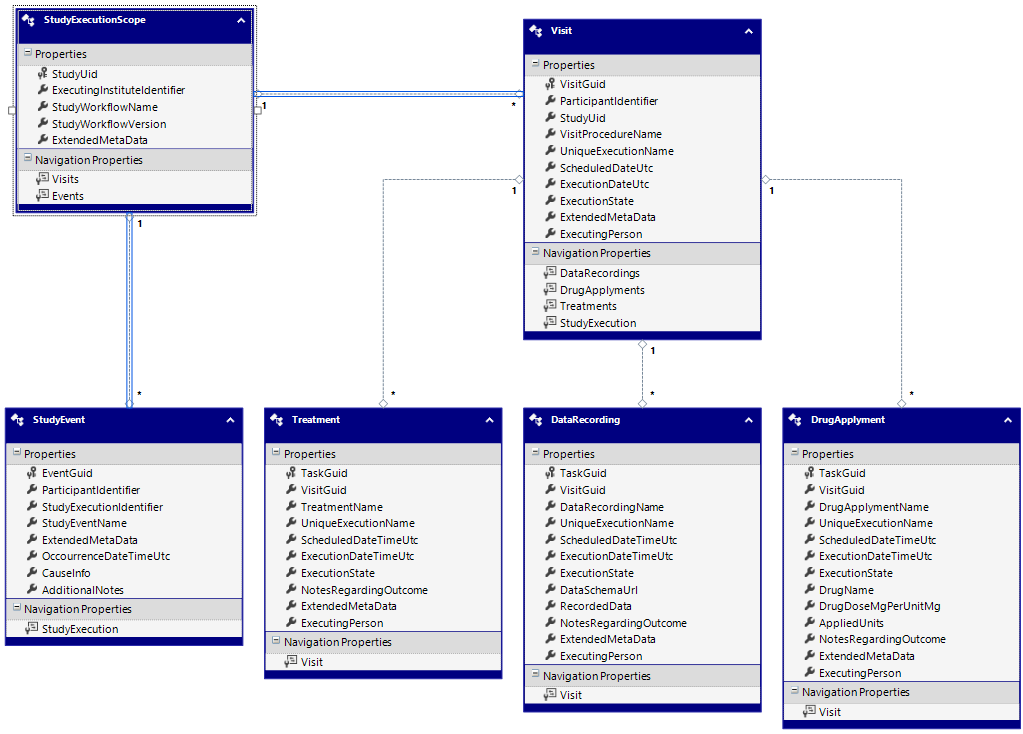 StudyExecutionScope
Properties
StudyUid
ExecutingInstituteIdentifier
StudyWorkflowName
StudyWorkflowVersion
ExtendedMetaData
Navigation Properties
Visits
Events
1
*
1
*
Visit
Properties
VisitGuid
ParticipantIdentifier
StudyUid
VisitProcedureName
UniqueExecutionName
ScheduledDateUtc
ExecutionDateUtc
ExecutionState
ExtendedMetaData
ExecutingPerson
Navigation Properties
DataRecordings
DrugApplyments
Treatments
StudyExecution
1
*
1
*
1
*
StudyEvent
Properties
EventGuid
ParticipantIdentifier
StudyExecutionIdentifier
StudyEventName
ExtendedMetaData
OccourrenceDateTimeUtc
CauseInfo
AdditionalNotes
Navigation Properties
StudyExecution
Treatment
Properties
TaskGuid
VisitGuid
TreatmentName
UniqueExecutionName
ScheduledDateTimeUtc
ExecutionDateTimeUtc
ExecutionState
NotesRegardingOutcome
ExtendedMetaData
ExecutingPerson
Navigation Properties
Visit
DataRecording
Properties
TaskGuid
VisitGuid
DataRecordingName
UniqueExecutionName
ScheduledDateTimeUtc
ExecutionDateTimeUtc
ExecutionState
DataSchemaUrl
RecordedData
NotesRegardingOutcome
ExtendedMetaData
ExecutingPerson
Navigation Properties
Visit
DrugApplyment
Properties
TaskGuid
VisitGuid
DrugApplymentName
UniqueExecutionName
ScheduledDateTimeUtc
ExecutionDateTimeUtc
ExecutionState
DrugName
DrugDoseMgPerUnitMg
AppliedUnits
NotesRegardingOutcome
ExtendedMetaData
ExecutingPerson
Navigation Properties
Visit